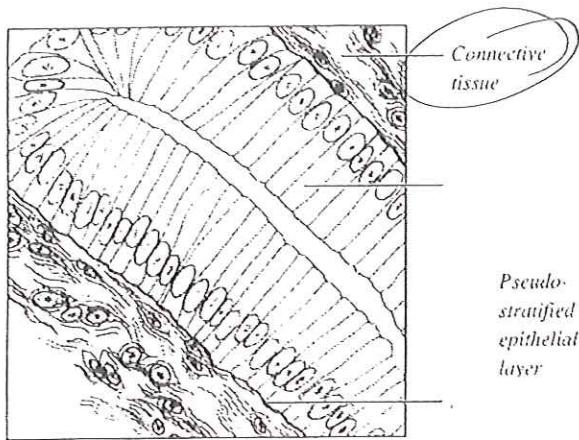 Connective
tissue
Pseudo-
stratified
epithelial
layer